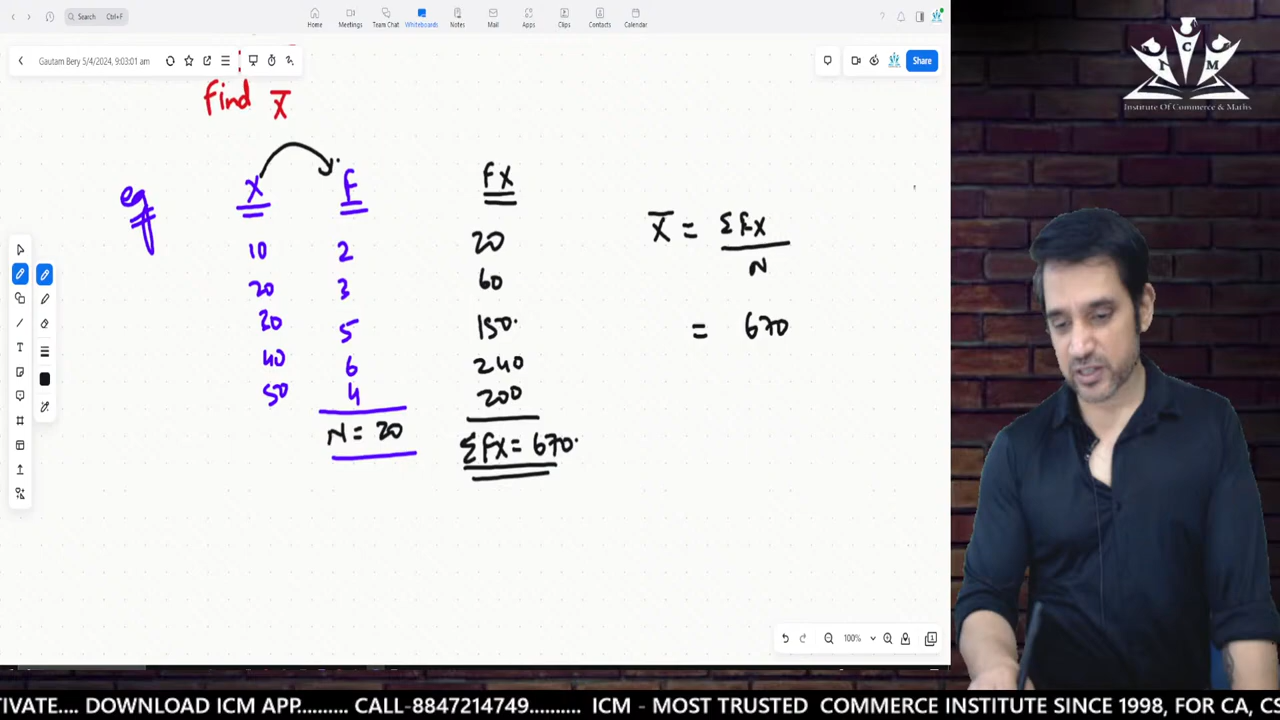 Search Ctrl+F
Home Meetings Team Chat Whiteboards Notes Mail Apps Clips Contacts Calendar
Gautam Bery 5/4/2024, 9:03:01 am
Share
ICM
Institute Of Commerce & Maths
find X̅
eg
X F FX
10 2 20
20 3 60
30 5 150
40 6 240
50 4 200
N = 20 ΣFX = 670
X̅ = ΣFX / N
= 670
100%
TIVATE.... DOWNLOAD ICM APP......... CALL-8847214749......... ICM - MOST TRUSTED COMMERCE INSTITUTE SINCE 1998, FOR CA, CS